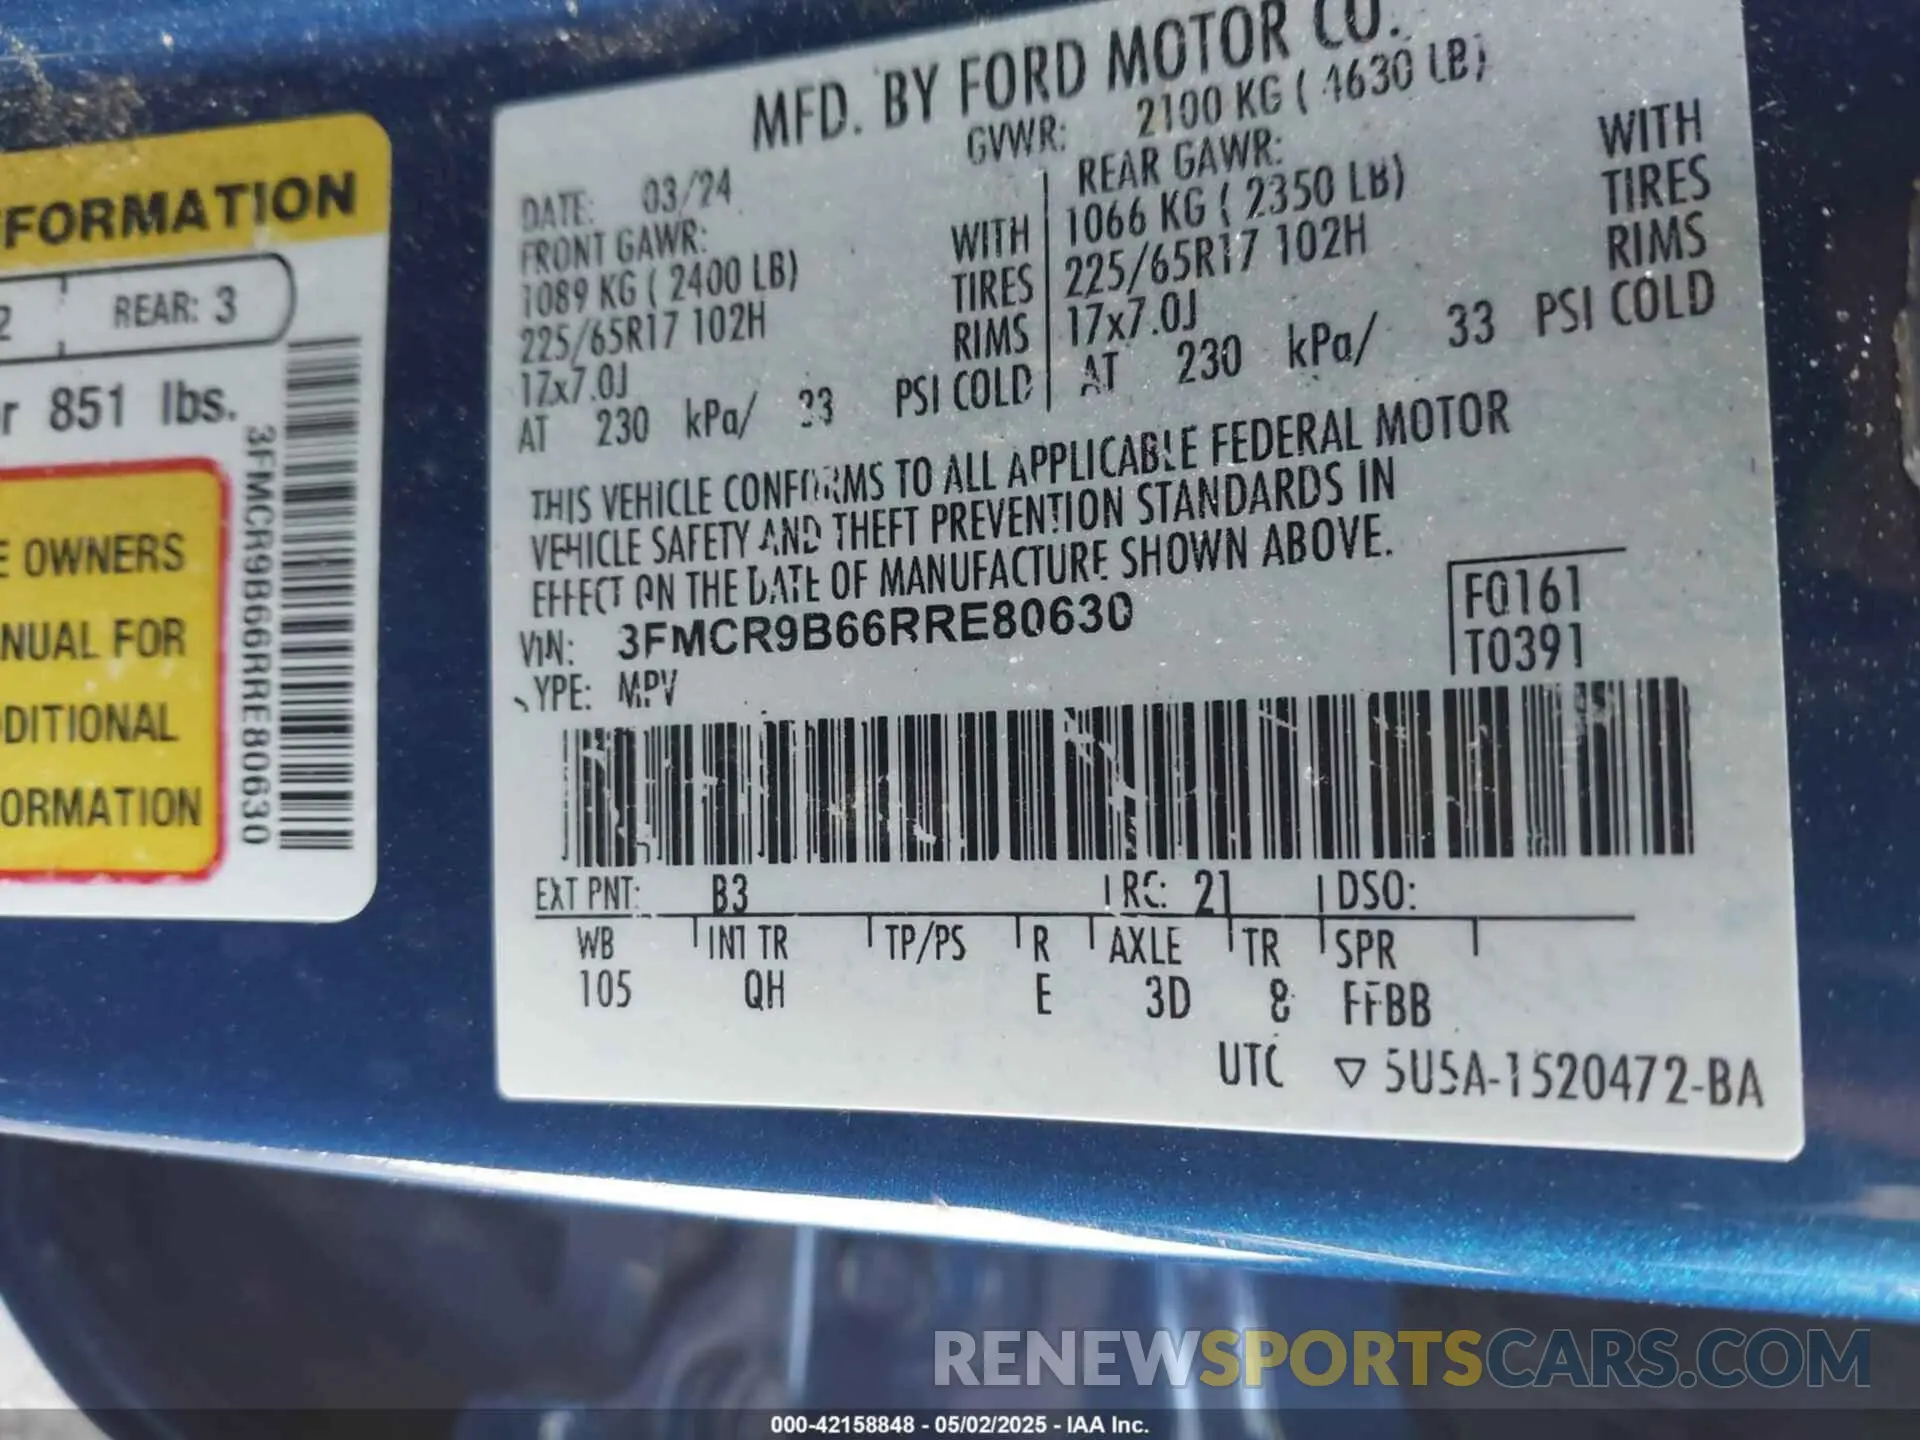 FORMATION
2 REAR: 3
r 851 lbs.
E OWNERS
NUAL FOR
DDITIONAL
ORMATION
3FMCR9B66RRE80630
MFD. BY FORD MOTOR CO.
GVWR: 2100 KG ( 4630 LB)
DATE: 03/24
FRONT GAWR:
1089 KG ( 2400 LB) WITH
225/65R17 102H TIRES
17x7.0J RIMS
AT 230 kPa/ 33 PSI COLD
REAR GAWR:
1066 KG ( 2350 LB) WITH
225/65R17 102H TIRES
17x7.0J RIMS
AT 230 kPa/ 33 PSI COLD
THIS VEHICLE CONFORMS TO ALL APPLICABLE FEDERAL MOTOR
VEHICLE SAFETY AND THEFT PREVENTION STANDARDS IN
EFFECT ON THE DATE OF MANUFACTURE SHOWN ABOVE.
VIN: 3FMCR9B66RRE80630
TYPE: MPV
F0161
T0391
EXT PNT: B3 RC: 21 DSO:
WB INT TR TP/PS R AXLE TR SPR
105 QH E 3D 8 FFBB
UTC ▽ 5U5A-1520472-BA
RENEWSPORTSCARS.COM
000-42158848 - 05/02/2025 - IAA Inc.